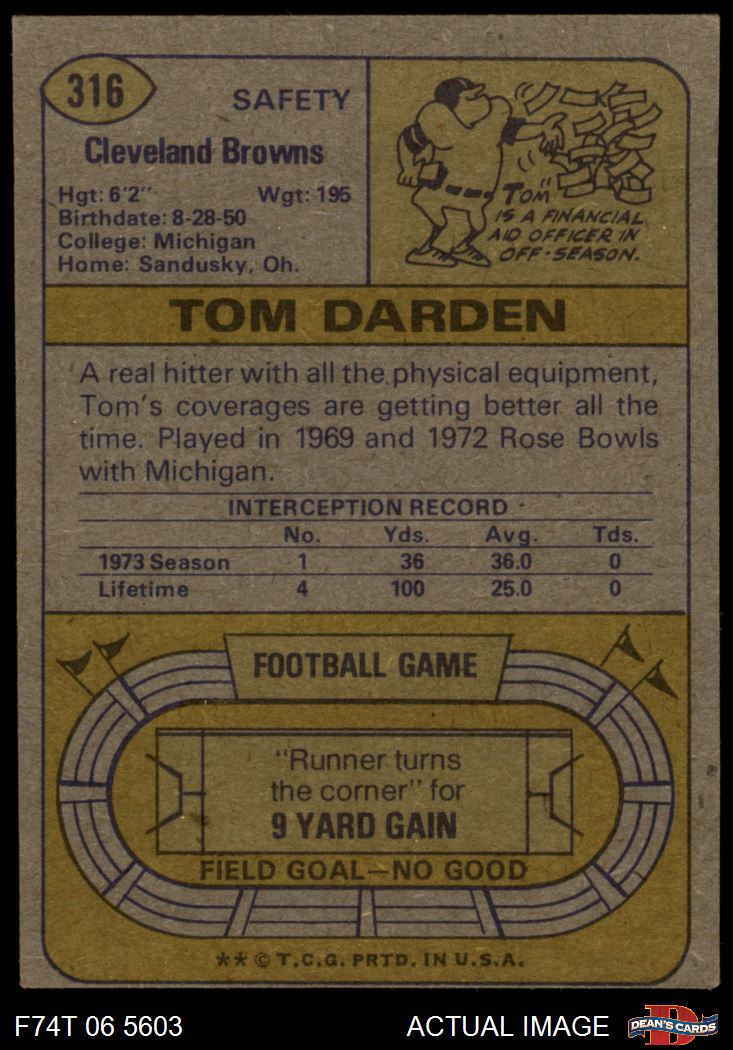 316
SAFETY
Cleveland Browns
Hgt: 6'2" Wgt: 195
Birthdate: 8-28-50
College: Michigan
Home: Sandusky, Oh.
TOM
IS A FINANCIAL
AID OFFICER IN
OFF-SEASON.
TOM DARDEN
A real hitter with all the physical equipment,
Tom's coverages are getting better all the
time. Played in 1969 and 1972 Rose Bowls
with Michigan.
INTERCEPTION RECORD
No. Yds. Avg. Tds.
1973 Season 1 36 36.0 0
Lifetime 4 100 25.0 0
FOOTBALL GAME
"Runner turns
the corner" for
9 YARD GAIN
FIELD GOAL—NO GOOD
** © T.C.G. PRTD. IN U.S.A.
F74T 06 5603 ACTUAL IMAGE DEAN'S CARDS